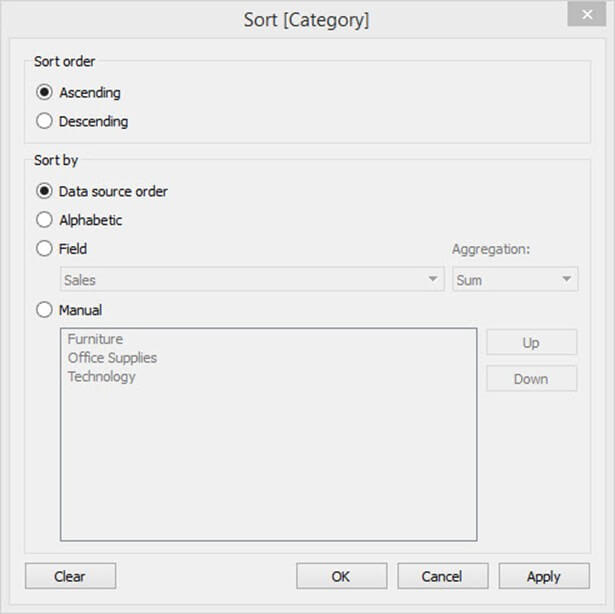 Sort [Category]
Sort order
Ascending
Descending
Sort by
Data source order
Alphabetic
Field
Aggregation:
Sales
Sum
Manual
Furniture
Office Supplies
Technology
Up
Down
Clear
OK
Cancel
Apply